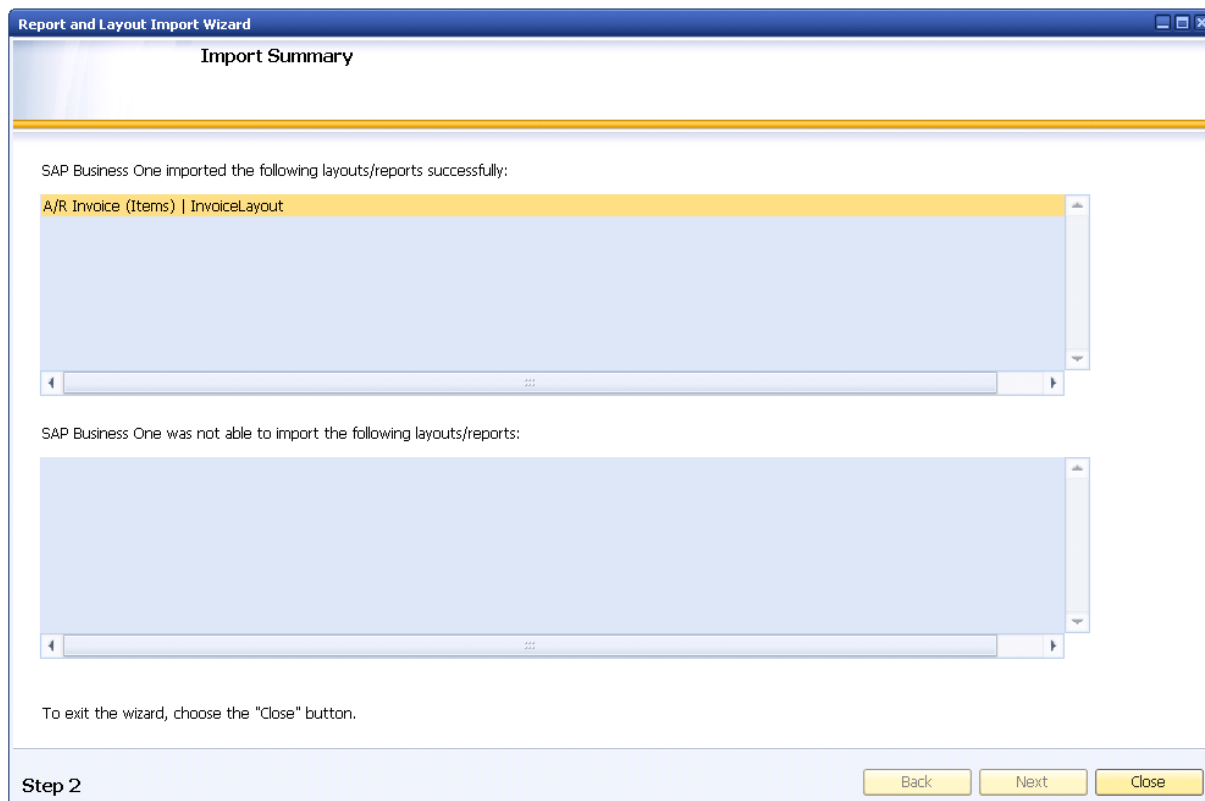 Report and Layout Import Wizard
Import Summary
SAP Business One imported the following layouts/reports successfully:
A/R Invoice (Items) | InvoiceLayout
SAP Business One was not able to import the following layouts/reports:
To exit the wizard, choose the "Close" button.
Step 2
Back
Next
Close